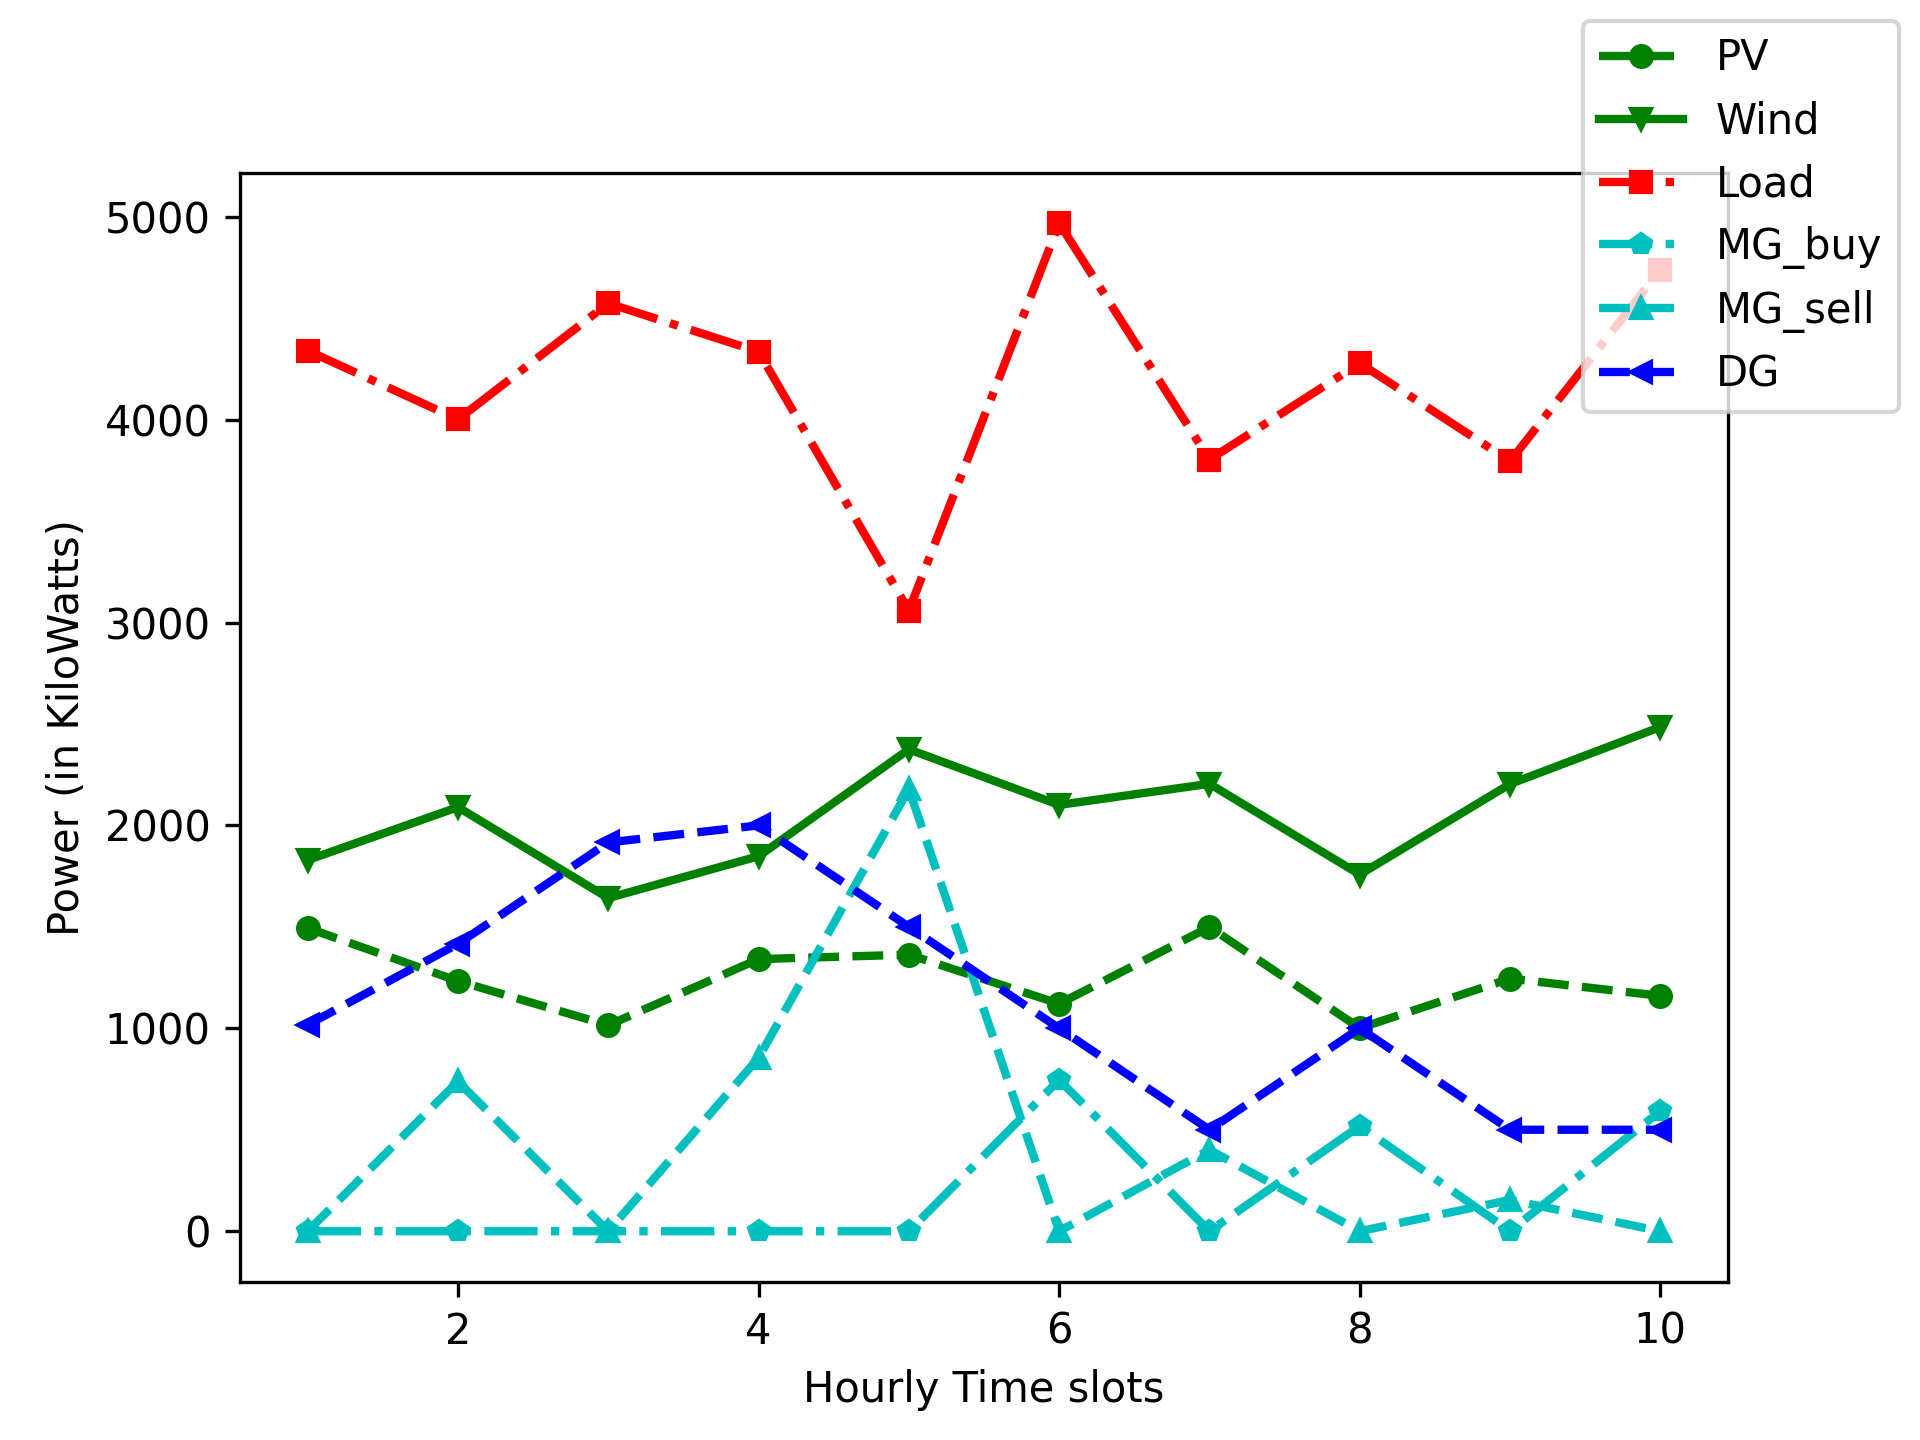 PV
Wind
Load
MG_buy
MG_sell
DG
5000
4000
3000
2000
1000
0
Power (in KiloWatts)
2 4 6 8 10
Hourly Time slots